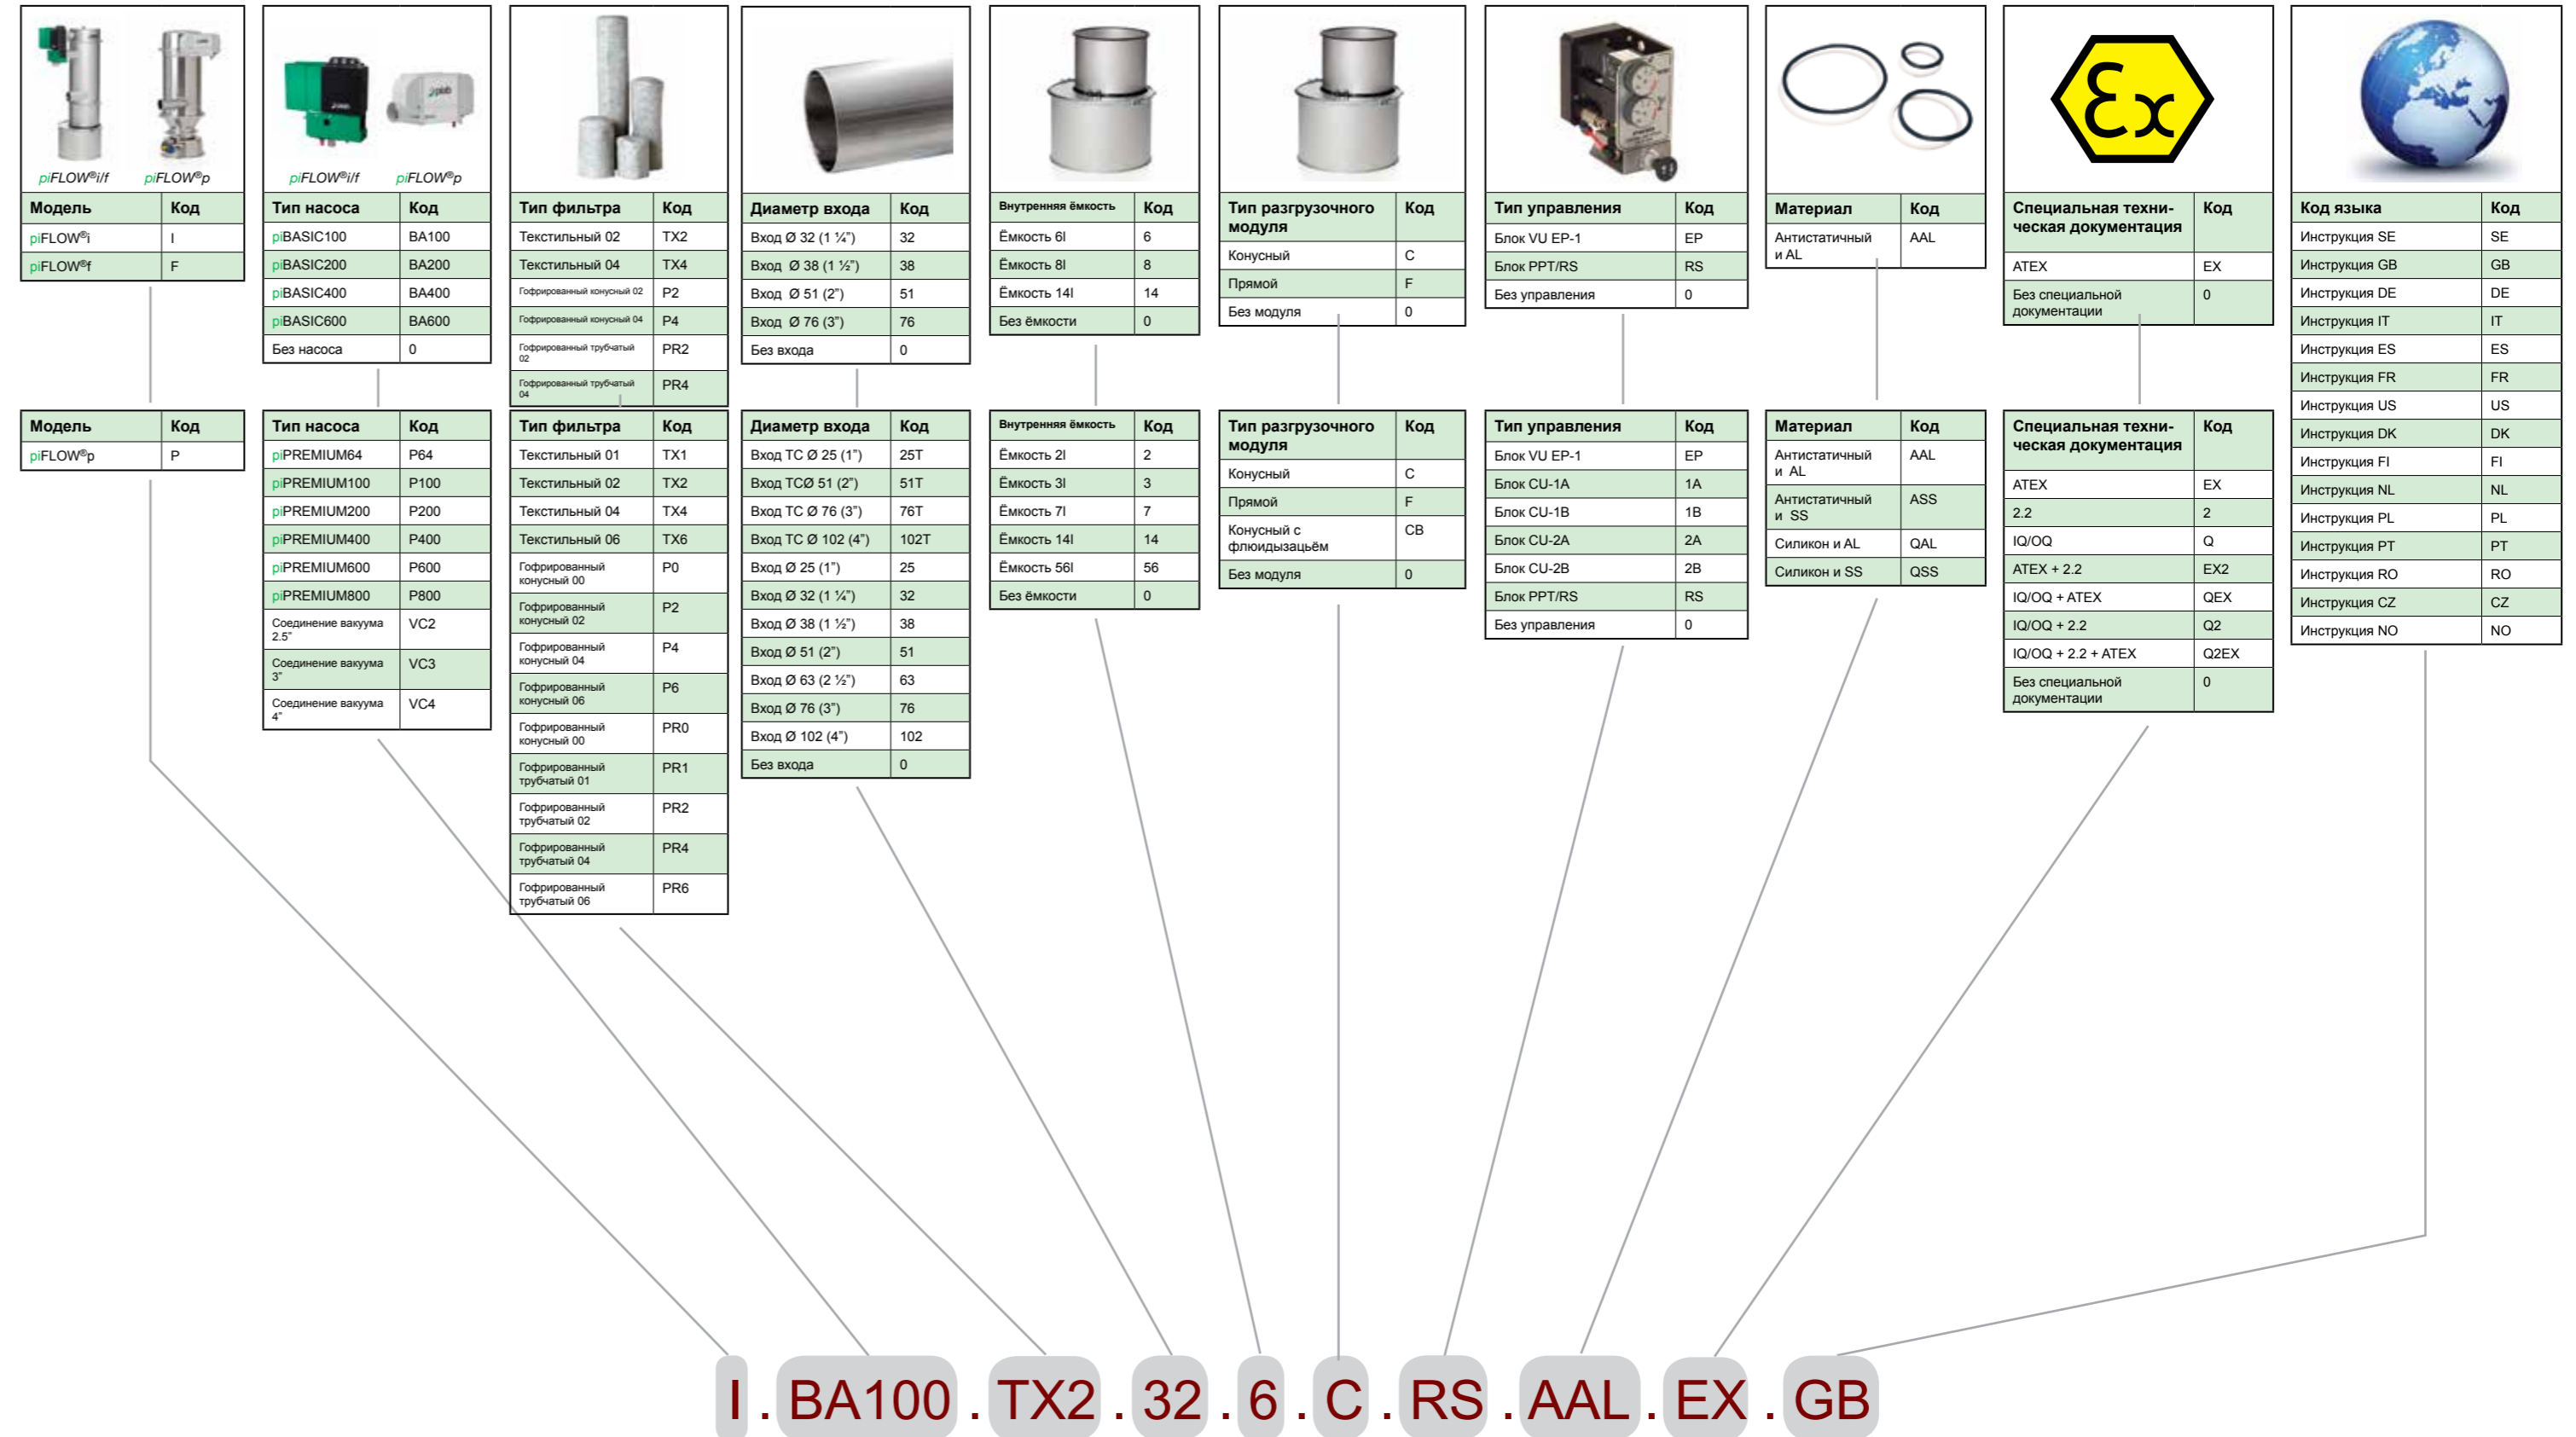 piFLOW®i/f piFLOW®p
Модель Код
piFLOW®i I
piFLOW®f F
Модель Код
piFLOW®p P
piFLOW®i/f piFLOW®p
Тип насоса Код
piBASIC100 BA100
piBASIC200 BA200
piBASIC400 BA400
piBASIC600 BA600
Без насоса 0
Тип насоса Код
piPREMIUM64 P64
piPREMIUM100 P100
piPREMIUM200 P200
piPREMIUM400 P400
piPREMIUM600 P600
piPREMIUM800 P800
Соединение вакуума VC2
2.5”
Соединение вакуума VC3
3”
Соединение вакуума VC4
4”
Тип фильтра Код
Текстильный 02 TX2
Текстильный 04 TX4
Гофрированный конусный 02 P2
Гофрированный конусный 04 P4
Гофрированный трубчатый PR2
02
Гофрированный трубчатый PR4
04
Тип фильтра Код
Текстильный 01 TX1
Текстильный 02 TX2
Текстильный 04 TX4
Текстильный 06 TX6
Гофрированный P0
конусный 00
Гофрированный P2
конусный 02
Гофрированный P4
конусный 04
Гофрированный P6
конусный 06
Гофрированный PR0
конусный 00
Гофрированный PR1
трубчатый 01
Гофрированный PR2
трубчатый 02
Гофрированный PR4
трубчатый 04
Гофрированный PR6
трубчатый 06
Диаметр входа Код
Вход Ø 32 (1 ¼”) 32
Вход Ø 38 (1 ½”) 38
Вход Ø 51 (2”) 51
Вход Ø 76 (3”) 76
Без входа 0
Диаметр входа Код
Вход TC Ø 25 (1”) 25T
Вход TCØ 51 (2”) 51T
Вход TC Ø 76 (3”) 76T
Вход TC Ø 102 (4”) 102T
Вход Ø 25 (1”) 25
Вход Ø 32 (1 ¼”) 32
Вход Ø 38 (1 ½”) 38
Вход Ø 51 (2”) 51
Вход Ø 63 (2 ½”) 63
Вход Ø 76 (3”) 76
Вход Ø 102 (4”) 102
Без входа 0
Внутренняя ёмкость Код
Ёмкость 6l 6
Ёмкость 8l 8
Ёмкость 14l 14
Без ёмкости 0
Внутренняя ёмкость Код
Ёмкость 2l 2
Ёмкость 3l 3
Ёмкость 7l 7
Ёмкость 14l 14
Ёмкость 56l 56
Без ёмкости 0
Тип разгрузочного Код
модуля
Конусный C
Прямой F
Без модуля 0
Тип разгрузочного Код
модуля
Конусный C
Прямой F
Конусный с CB
флюидызацьём
Без модуля 0
Тип управления Код
Блок VU EP-1 EP
Блок PPT/RS RS
Без управления 0
Тип управления Код
Блок VU EP-1 EP
Блок CU-1A 1A
Блок CU-1B 1B
Блок CU-2A 2A
Блок CU-2B 2B
Блок PPT/RS RS
Без управления 0
Материал Код
Антистатичный AAL
и AL
Материал Код
Антистатичный AAL
и AL
Антистатичный ASS
и SS
Силикон и AL QAL
Силикон и SS QSS
Ex
Специальная техни- Код
ческая документация
ATEX EX
Без специальной 0
документации
Специальная техни- Код
ческая документация
ATEX EX
2.2 2
IQ/OQ Q
ATEX + 2.2 EX2
IQ/OQ + ATEX QEX
IQ/OQ + 2.2 Q2
IQ/OQ + 2.2 + ATEX Q2EX
Без специальной 0
документации
Код языка Код
Инструкция SE SE
Инструкция GB GB
Инструкция DE DE
Инструкция IT IT
Инструкция ES ES
Инструкция FR FR
Инструкция US US
Инструкция DK DK
Инструкция FI FI
Инструкция NL NL
Инструкция PL PL
Инструкция PT PT
Инструкция RO RO
Инструкция CZ CZ
Инструкция NO NO
I . BA100 . TX2 . 32 . 6 . C . RS . AAL . EX . GB